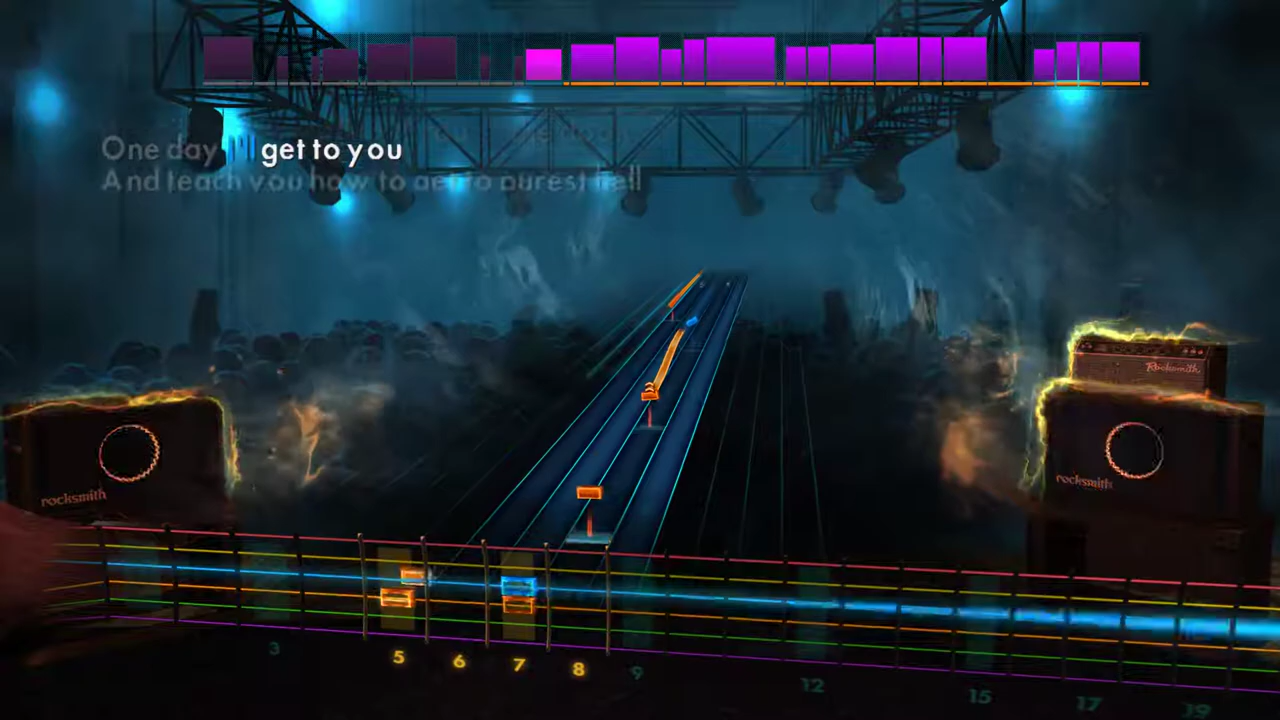 One day I'll get to you
And teach you how to get to purest hell
Rocksmith
rocksmith
rocksmith
3 5 6 7 8 9 12 15 17 19